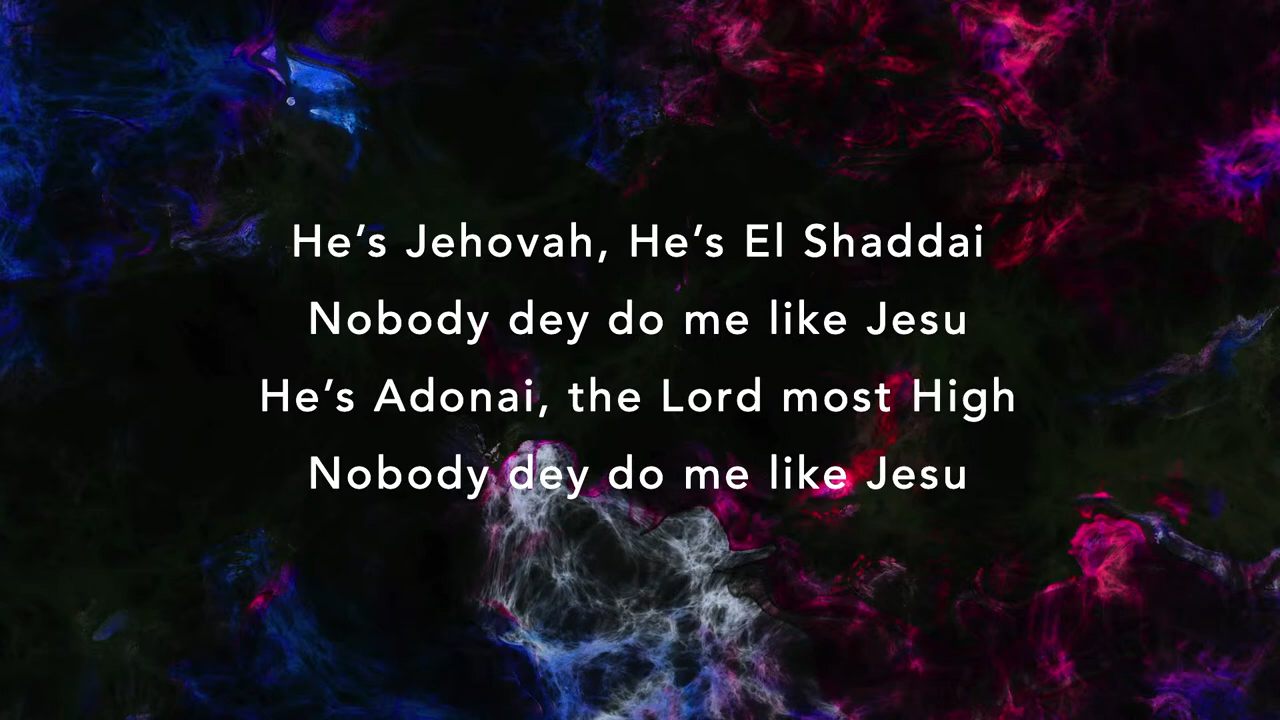 He’s Jehovah, He’s El Shaddai
Nobody dey do me like Jesu
He’s Adonai, the Lord most High
Nobody dey do me like Jesu